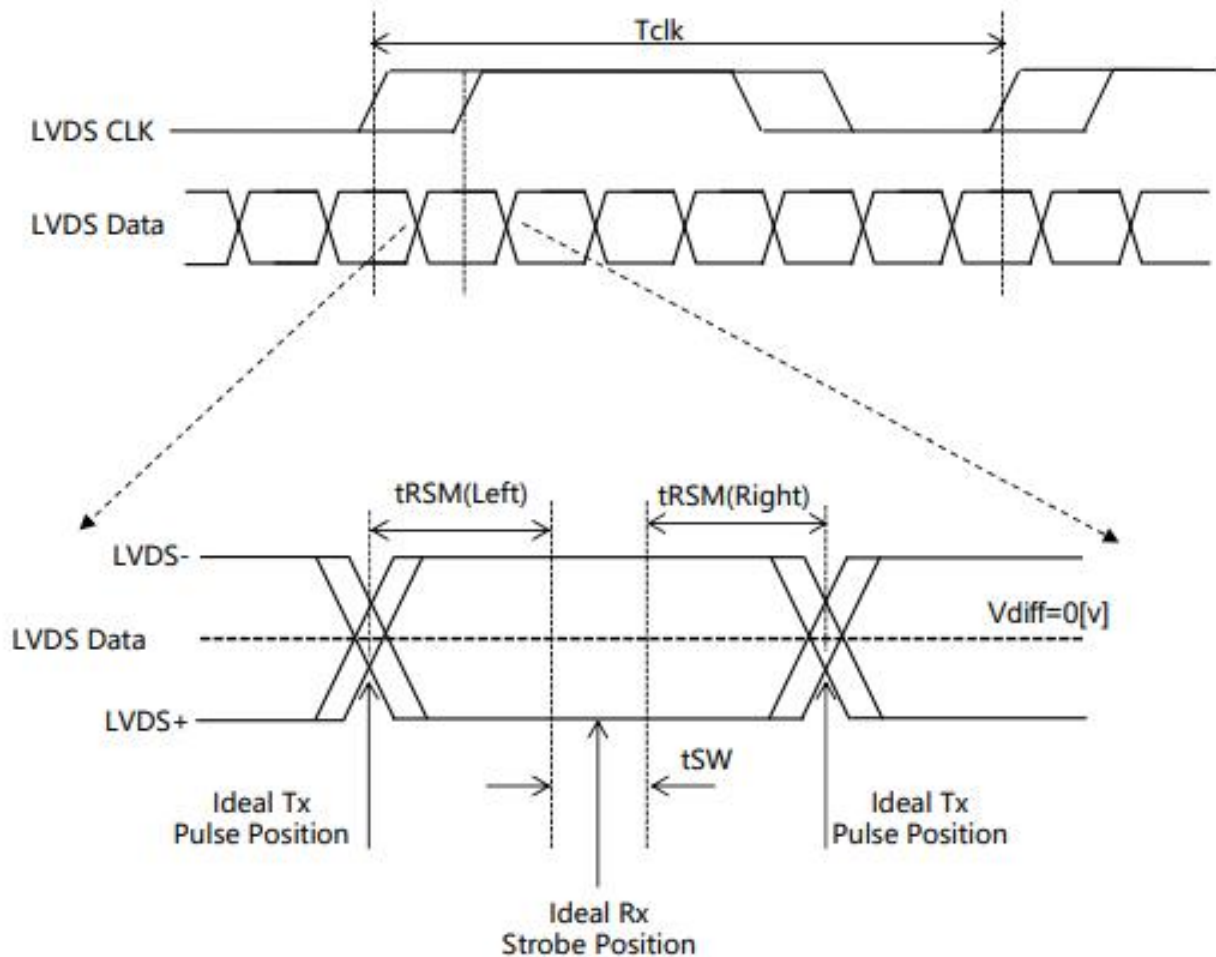 Tclk
LVDS CLK
LVDS Data
tRSM(Left)
tRSM(Right)
LVDS-
Vdiff=0[v]
LVDS Data
LVDS+
tSW
Ideal Tx
Pulse Position
Ideal Tx
Pulse Position
Ideal Rx
Strobe Position